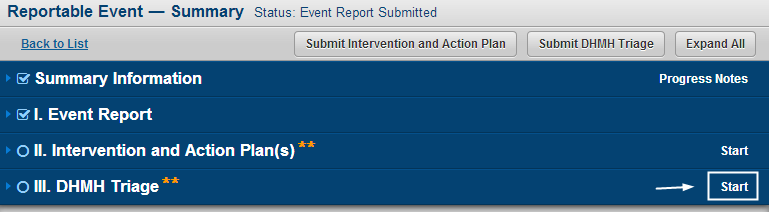 Reportable Event — Summary Status: Event Report Submitted
Back to List Submit Intervention and Action Plan Submit DHMH Triage Expand All
Summary Information Progress Notes
I. Event Report
II. Intervention and Action Plan(s) ** Start
III. DHMH Triage ** Start